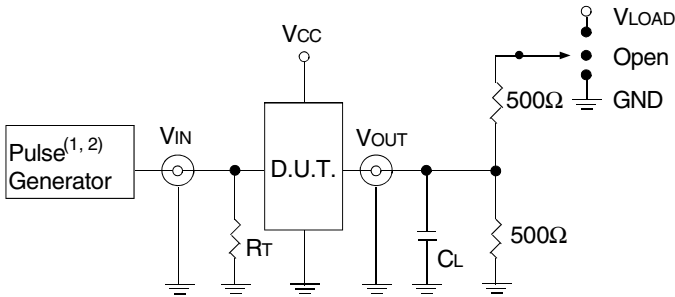 VLOAD
VCC
Open
500Ω
GND
Pulse(1, 2)
Generator
VIN
D.U.T.
VOUT
RT
CL
500Ω